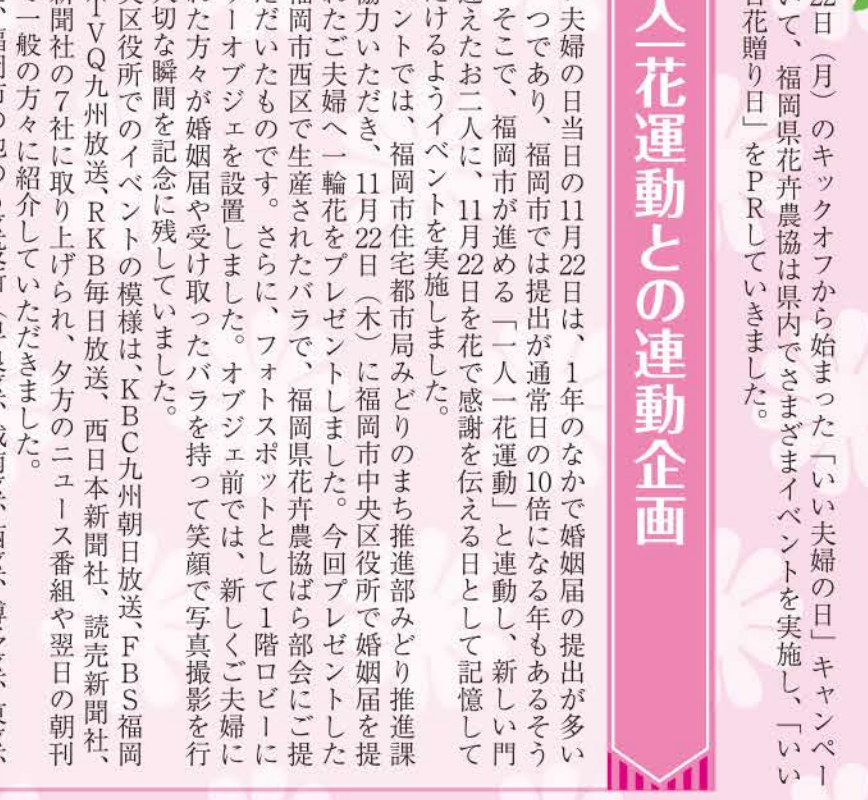 22日（月）のキックオフから始まった「いい夫婦の日」キャンペー
いて、福岡県花卉農協は県内でさまざまイベントを実施し、「いい
花贈り日」をPRしていきました。
人一花運動との連動企画
夫婦の日当日の11月22日は、1年のなかで婚姻届の提出が多い
つであり、福岡市では提出が通常日の10倍になる年もあるそう
そこで、福岡市が進める「一人一花運動」と連動し、新しい門
えたお二人に、11月22日を花で感謝を伝える日として記憶して
けるようイベントを実施しました。
ントでは、福岡市住宅都市局みどりのまち推進部みどり推進課
協力いただき、11月22日（木）に福岡市中央区役所で婚姻届を提
れたご夫婦へ一輪花をプレゼントしました。今回プレゼントした
福岡市西区で生産されたバラで、福岡県花卉農協ばら部会にご提
ただいたものです。さらに、フォトスポットとして1階ロビーに
ーオブジェを設置しました。オブジェ前では、新しくご夫婦に
れた方々が婚姻届や受け取ったバラを持って笑顔で写真撮影を行
切な瞬間を記念に残していました。
区役所でのイベントの模様は、KBC九州朝日放送、FBS福岡
TVQ九州放送、RKB毎日放送、西日本新聞社、読売新聞社、
新聞社の7社に取り上げられ、夕方のニュース番組や翌日の朝刊
一般の方々に紹介していただきました。